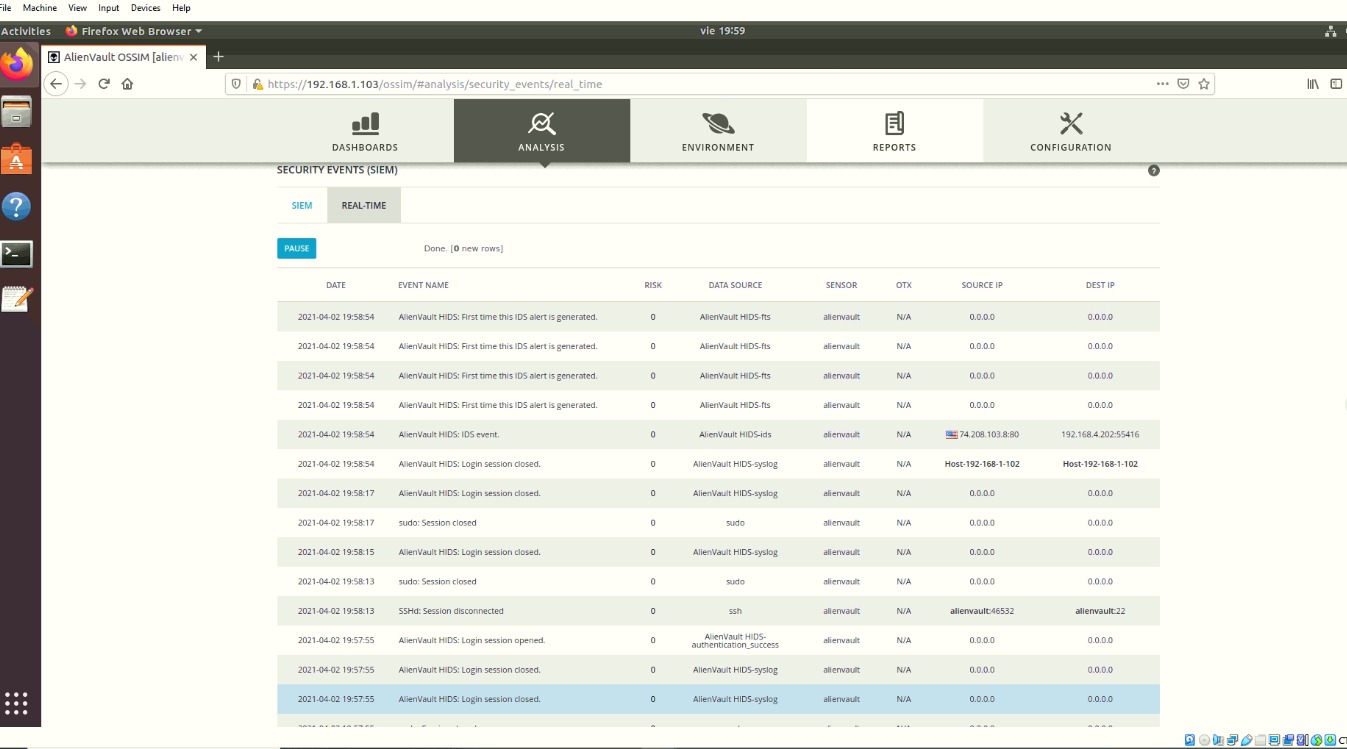 File Machine View Input Devices Help
Activities Firefox Web Browser vie 19:59
AlienVault OSSIM [alienv
https://192.168.1.103/ossim/#analysis/security_events/real_time
DASHBOARDS ANALYSIS ENVIRONMENT REPORTS CONFIGURATION
SECURITY EVENTS (SIEM) ?
SIEM REAL-TIME
PAUSE Done. [0 new rows]
DATE EVENT NAME RISK DATA SOURCE SENSOR OTX SOURCE IP DEST IP
2021-04-02 19:58:54 AlienVault HIDS: First time this IDS alert is generated. 0 AlienVault HIDS-fts alienvault N/A 0.0.0.0 0.0.0.0
2021-04-02 19:58:54 AlienVault HIDS: First time this IDS alert is generated. 0 AlienVault HIDS-fts alienvault N/A 0.0.0.0 0.0.0.0
2021-04-02 19:58:54 AlienVault HIDS: First time this IDS alert is generated. 0 AlienVault HIDS-fts alienvault N/A 0.0.0.0 0.0.0.0
2021-04-02 19:58:54 AlienVault HIDS: First time this IDS alert is generated. 0 AlienVault HIDS-fts alienvault N/A 0.0.0.0 0.0.0.0
2021-04-02 19:58:54 AlienVault HIDS: IDS event. 0 AlienVault HIDS-ids alienvault N/A 74.208.103.8:80 192.168.4.202:55416
2021-04-02 19:58:54 AlienVault HIDS: Login session closed. 0 AlienVault HIDS-syslog alienvault N/A Host-192-168-1-102 Host-192-168-1-102
2021-04-02 19:58:17 AlienVault HIDS: Login session closed. 0 AlienVault HIDS-syslog alienvault N/A 0.0.0.0 0.0.0.0
2021-04-02 19:58:17 sudo: Session closed 0 sudo alienvault N/A 0.0.0.0 0.0.0.0
2021-04-02 19:58:15 AlienVault HIDS: Login session closed. 0 AlienVault HIDS-syslog alienvault N/A 0.0.0.0 0.0.0.0
2021-04-02 19:58:13 sudo: Session closed 0 sudo alienvault N/A 0.0.0.0 0.0.0.0
2021-04-02 19:58:13 SSHd: Session disconnected 0 ssh alienvault N/A alienvault:46532 alienvault:22
2021-04-02 19:57:55 AlienVault HIDS: Login session opened. 0 AlienVault HIDS-authentication_success alienvault N/A 0.0.0.0 0.0.0.0
2021-04-02 19:57:55 AlienVault HIDS: Login session closed. 0 AlienVault HIDS-syslog alienvault N/A 0.0.0.0 0.0.0.0
2021-04-02 19:57:55 AlienVault HIDS: Login session closed. 0 AlienVault HIDS-syslog alienvault N/A 0.0.0.0 0.0.0.0